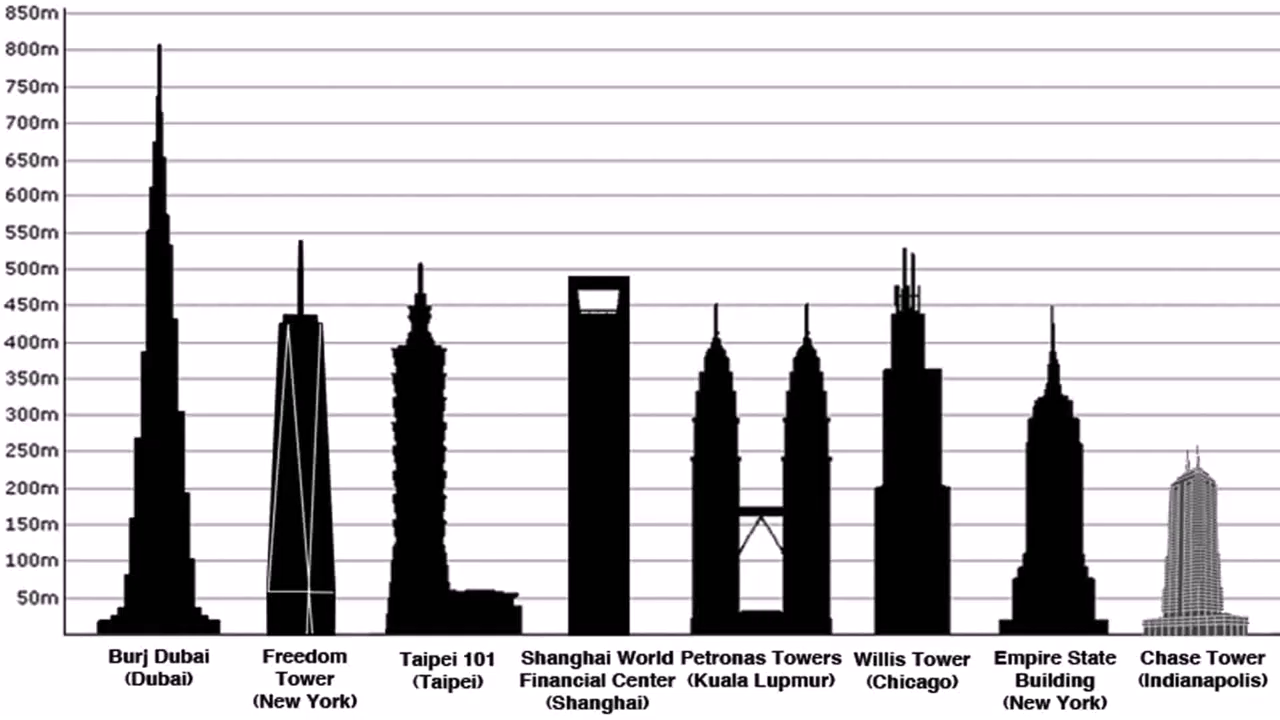 850m
800m
750m
700m
650m
600m
550m
500m
450m
400m
350m
300m
250m
200m
150m
100m
50m
Burj Dubai
(Dubai)
Freedom
Tower
(New York)
Taipei 101
(Taipei)
Shanghai World
Financial Center
(Shanghai)
Petronas Towers
(Kuala Lupmur)
Willis Tower
(Chicago)
Empire State
Building
(New York)
Chase Tower
(Indianapolis)